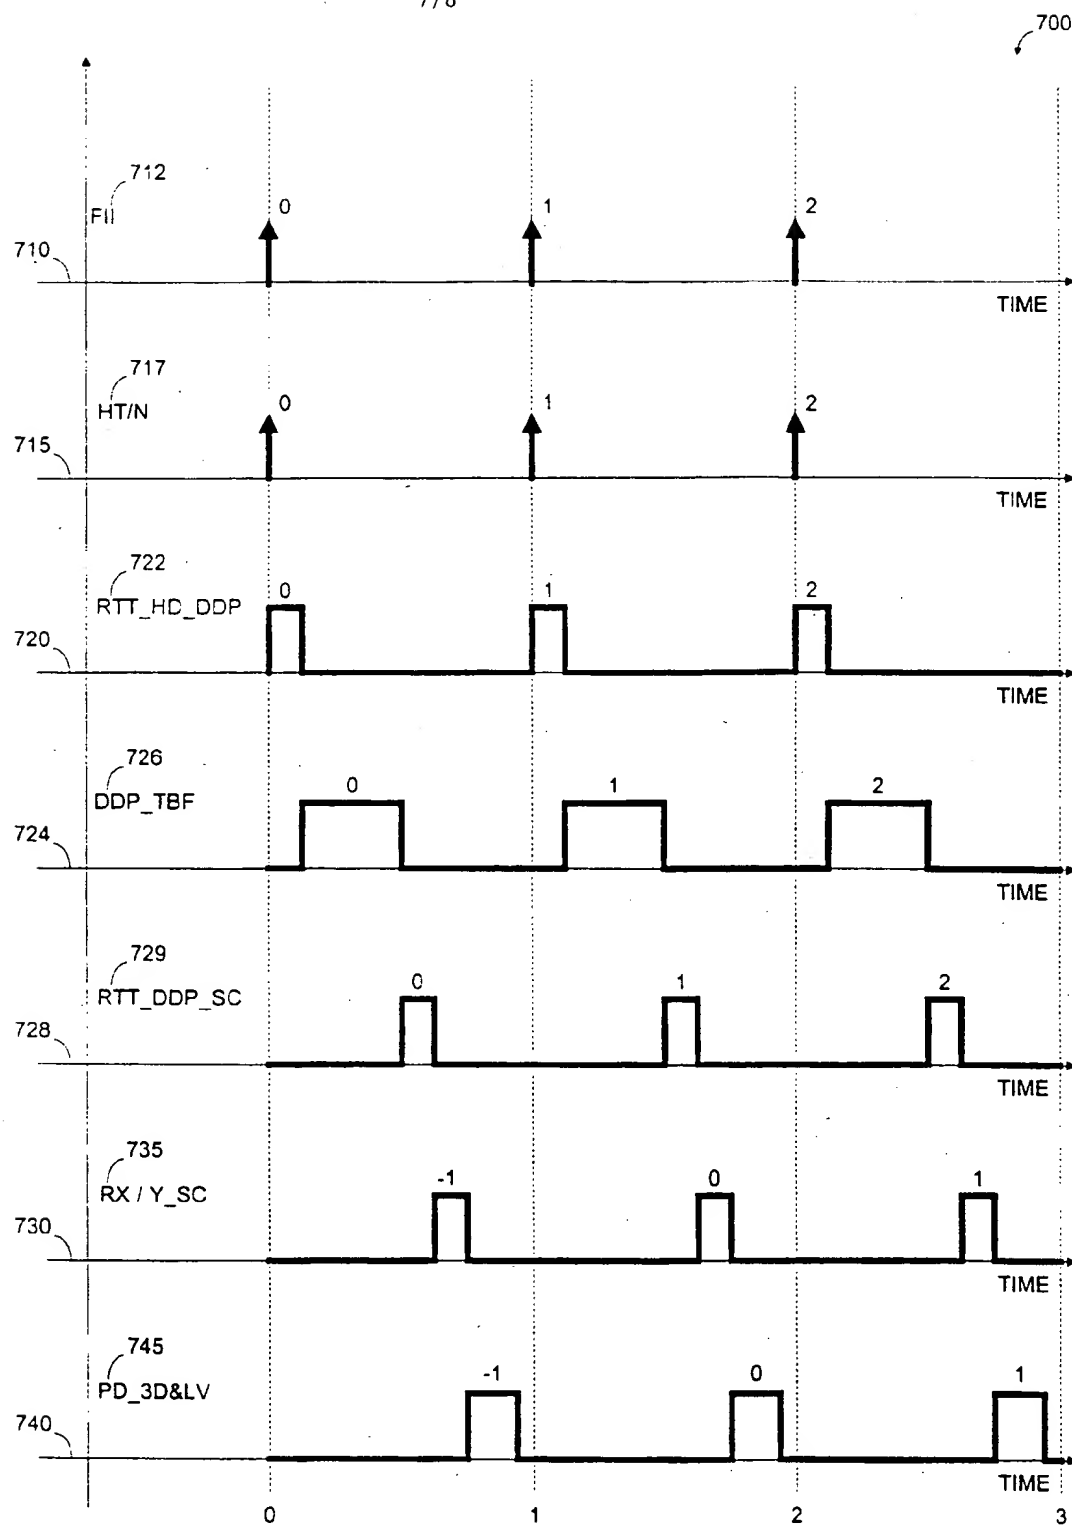 7/8
700
712
FII
0
1
2
710
TIME
717
HT/N
0
1
2
715
TIME
722
RTT_HD_DDP
0
1
2
720
TIME
726
DDP_TBF
0
1
2
724
TIME
729
RTT_DDP_SC
0
1
2
728
TIME
735
RX / Y_SC
-1
0
1
730
TIME
745
PD_3D&LV
-1
0
1
740
TIME
0
1
2
3